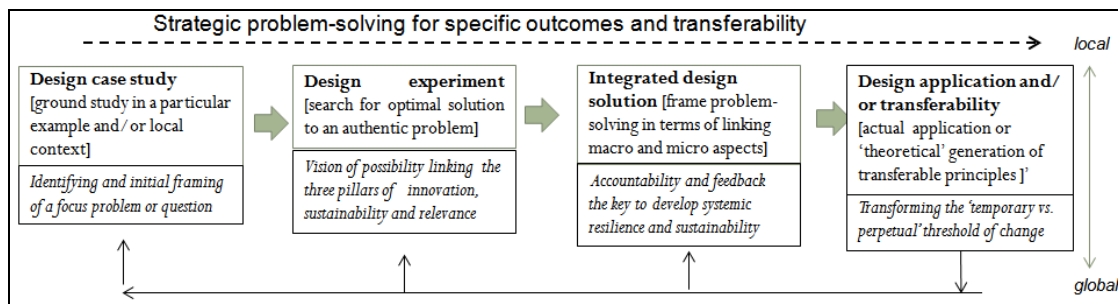 Strategic problem-solving for specific outcomes and transferability
local
Design case study
[ground study in a particular
example and/or local
context]
Identifying and initial framing
of a focus problem or question
Design experiment
[search for optimal solution
to an authentic problem]
Vision of possibility linking the
three pillars of innovation,
sustainability and relevance
Integrated design
solution [frame problem-
solving in terms of linking
macro and micro aspects]
Accountability and feedback
the key to develop systemic
resilience and sustainability
Design application and/
or transferability
[actual application or
‘theoretical’ generation of
transferable principles ]’
Transforming the ‘temporary vs.
perpetual’ threshold of change
global